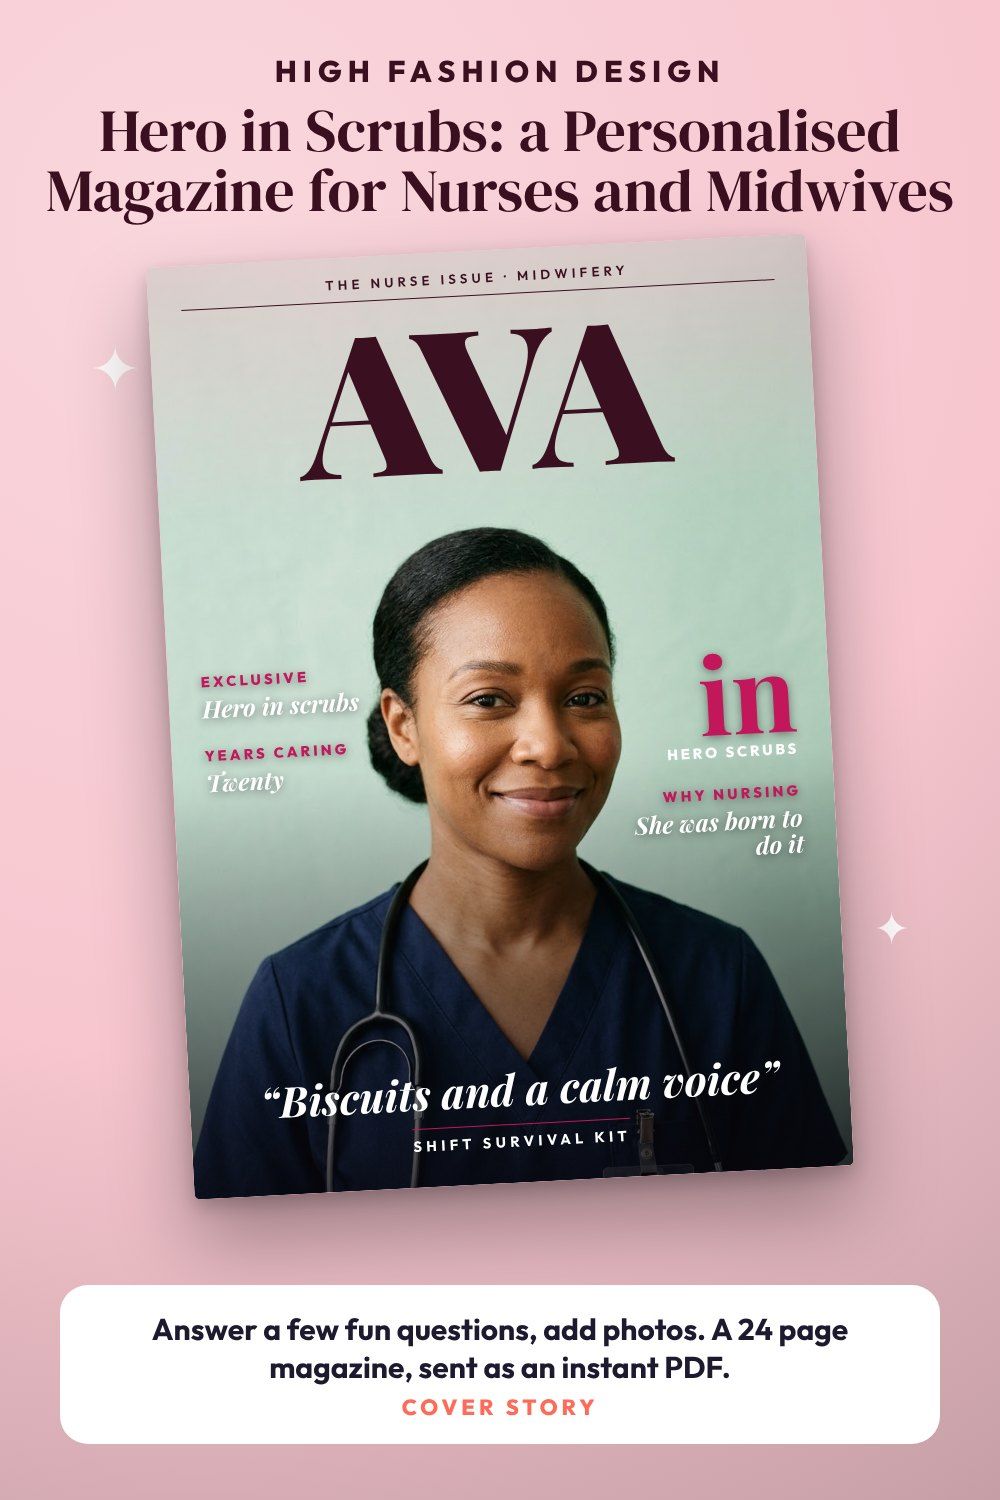 HIGH FASHION DESIGN
Hero in Scrubs: a Personalised
Magazine for Nurses and Midwives
THE NURSE ISSUE · MIDWIFERY
AVA
EXCLUSIVE
Hero in scrubs
YEARS CARING
Twenty
in
HERO SCRUBS
WHY NURSING
She was born to
do it
“Biscuits and a calm voice”
SHIFT SURVIVAL KIT
Answer a few fun questions, add photos. A 24 page
magazine, sent as an instant PDF.
COVER STORY